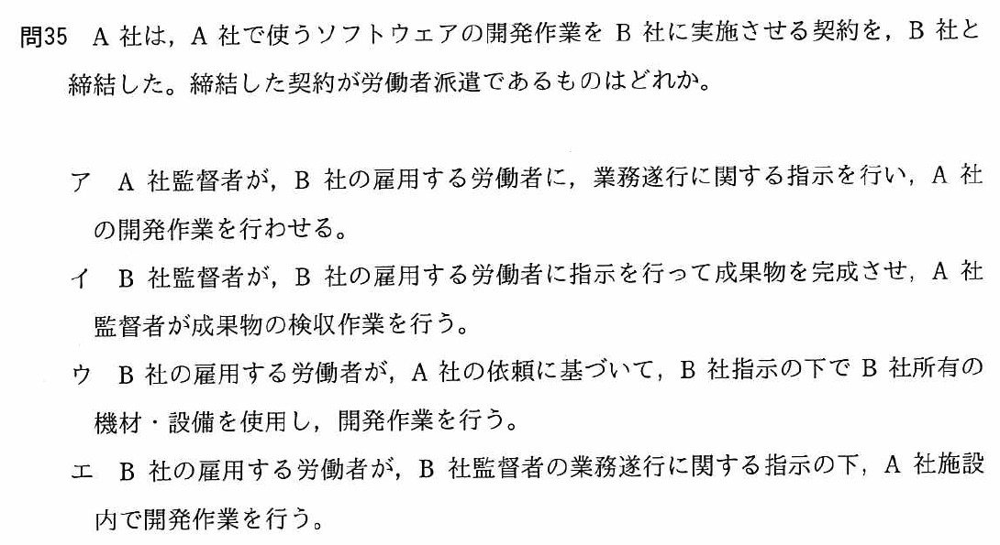 問35　A 社は，A 社で使うソフトウェアの開発作業を B 社に実施させる契約を，B 社と
締結した。締結した契約が労働者派遣であるものはどれか。
ア　A 社監督者が，B 社の雇用する労働者に，業務遂行に関する指示を行い，A 社
の開発作業を行わせる。
イ　B 社監督者が，B 社の雇用する労働者に指示を行って成果物を完成させ，A 社
監督者が成果物の検収作業を行う。
ウ　B 社の雇用する労働者が，A 社の依頼に基づいて，B 社指示の下で B 社所有の
機材・設備を使用し，開発作業を行う。
エ　B 社の雇用する労働者が，B 社監督者の業務遂行に関する指示の下，A 社施設
内で開発作業を行う。